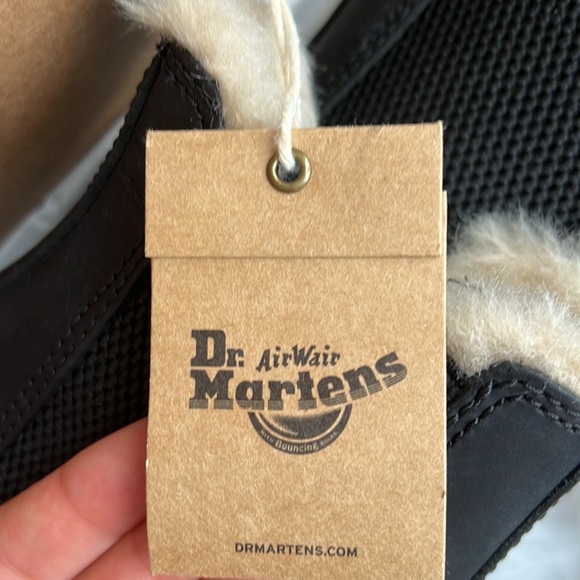 Dr. AirWair
Martens
WITH Bouncing SOLES
DRMARTENS.COM